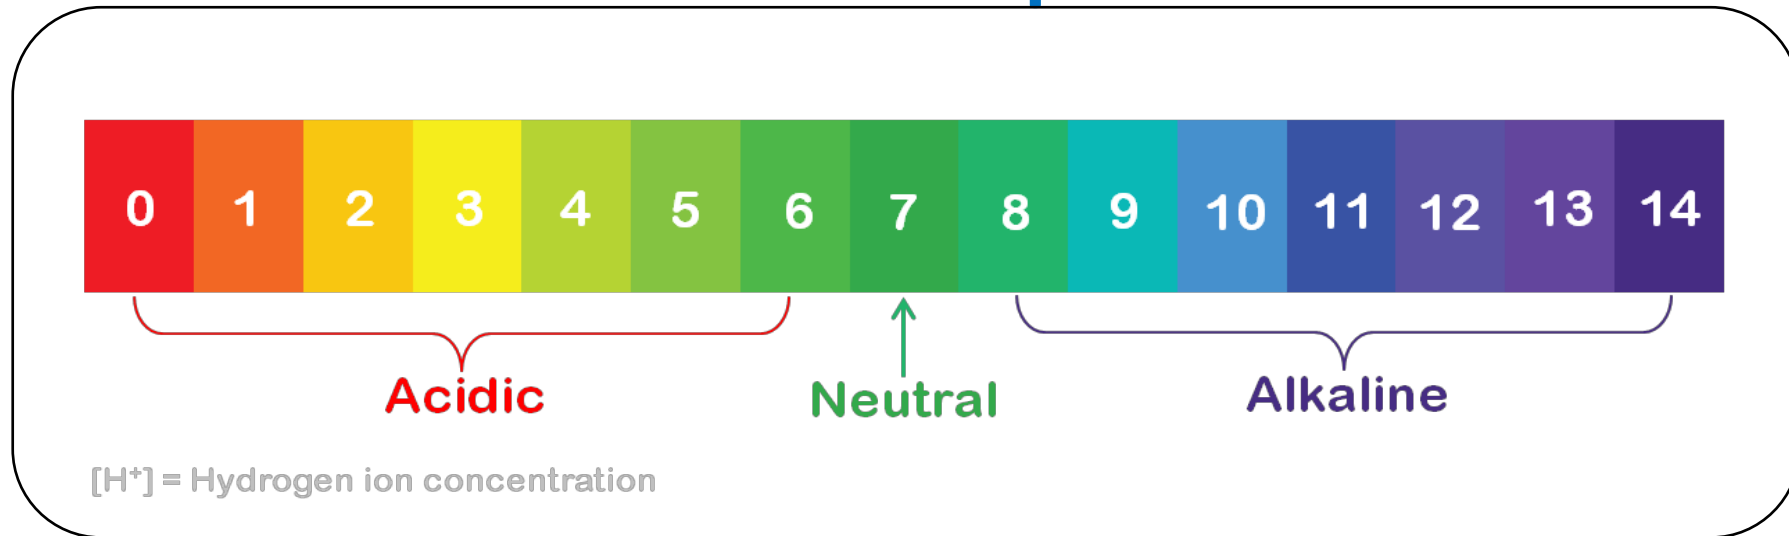 0 1 2 3 4 5 6 7 8 9 10 11 12 13 14
Acidic Neutral Alkaline
[H⁺] = Hydrogen ion concentration